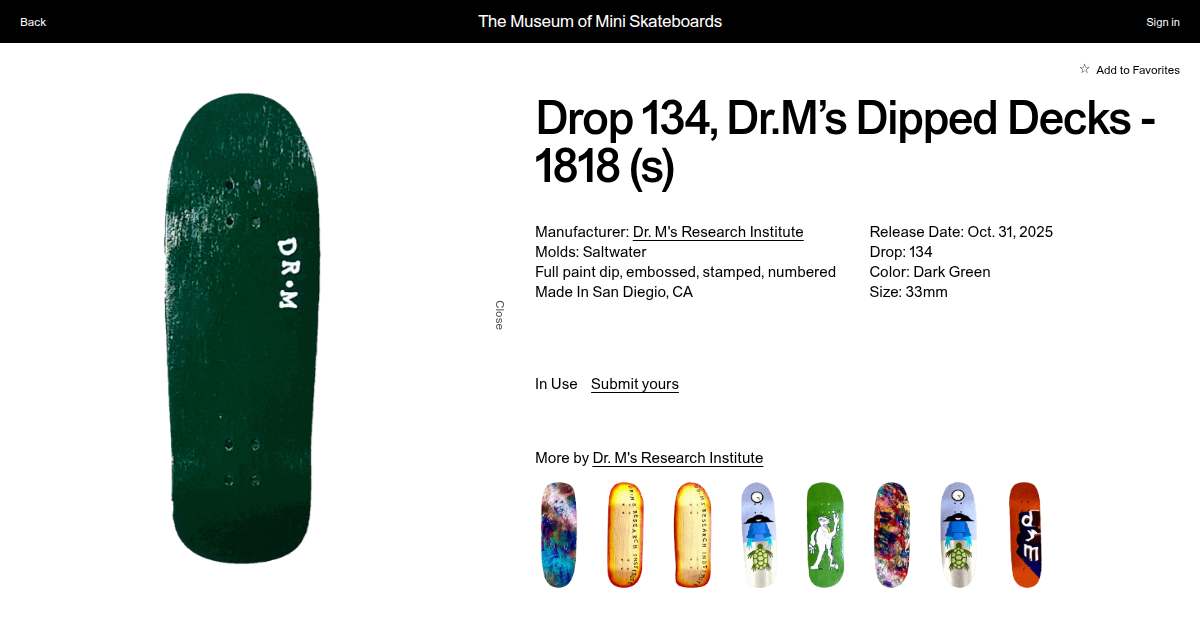 Back
The Museum of Mini Skateboards
Sign in
☆ Add to Favorites
Drop 134, Dr.M’s Dipped Decks -
1818 (s)
Manufacturer: Dr. M's Research Institute
Molds: Saltwater
Full paint dip, embossed, stamped, numbered
Made In San Diegio, CA
Release Date: Oct. 31, 2025
Drop: 134
Color: Dark Green
Size: 33mm
DR•M
Close
In Use
Submit yours
More by Dr. M's Research Institute